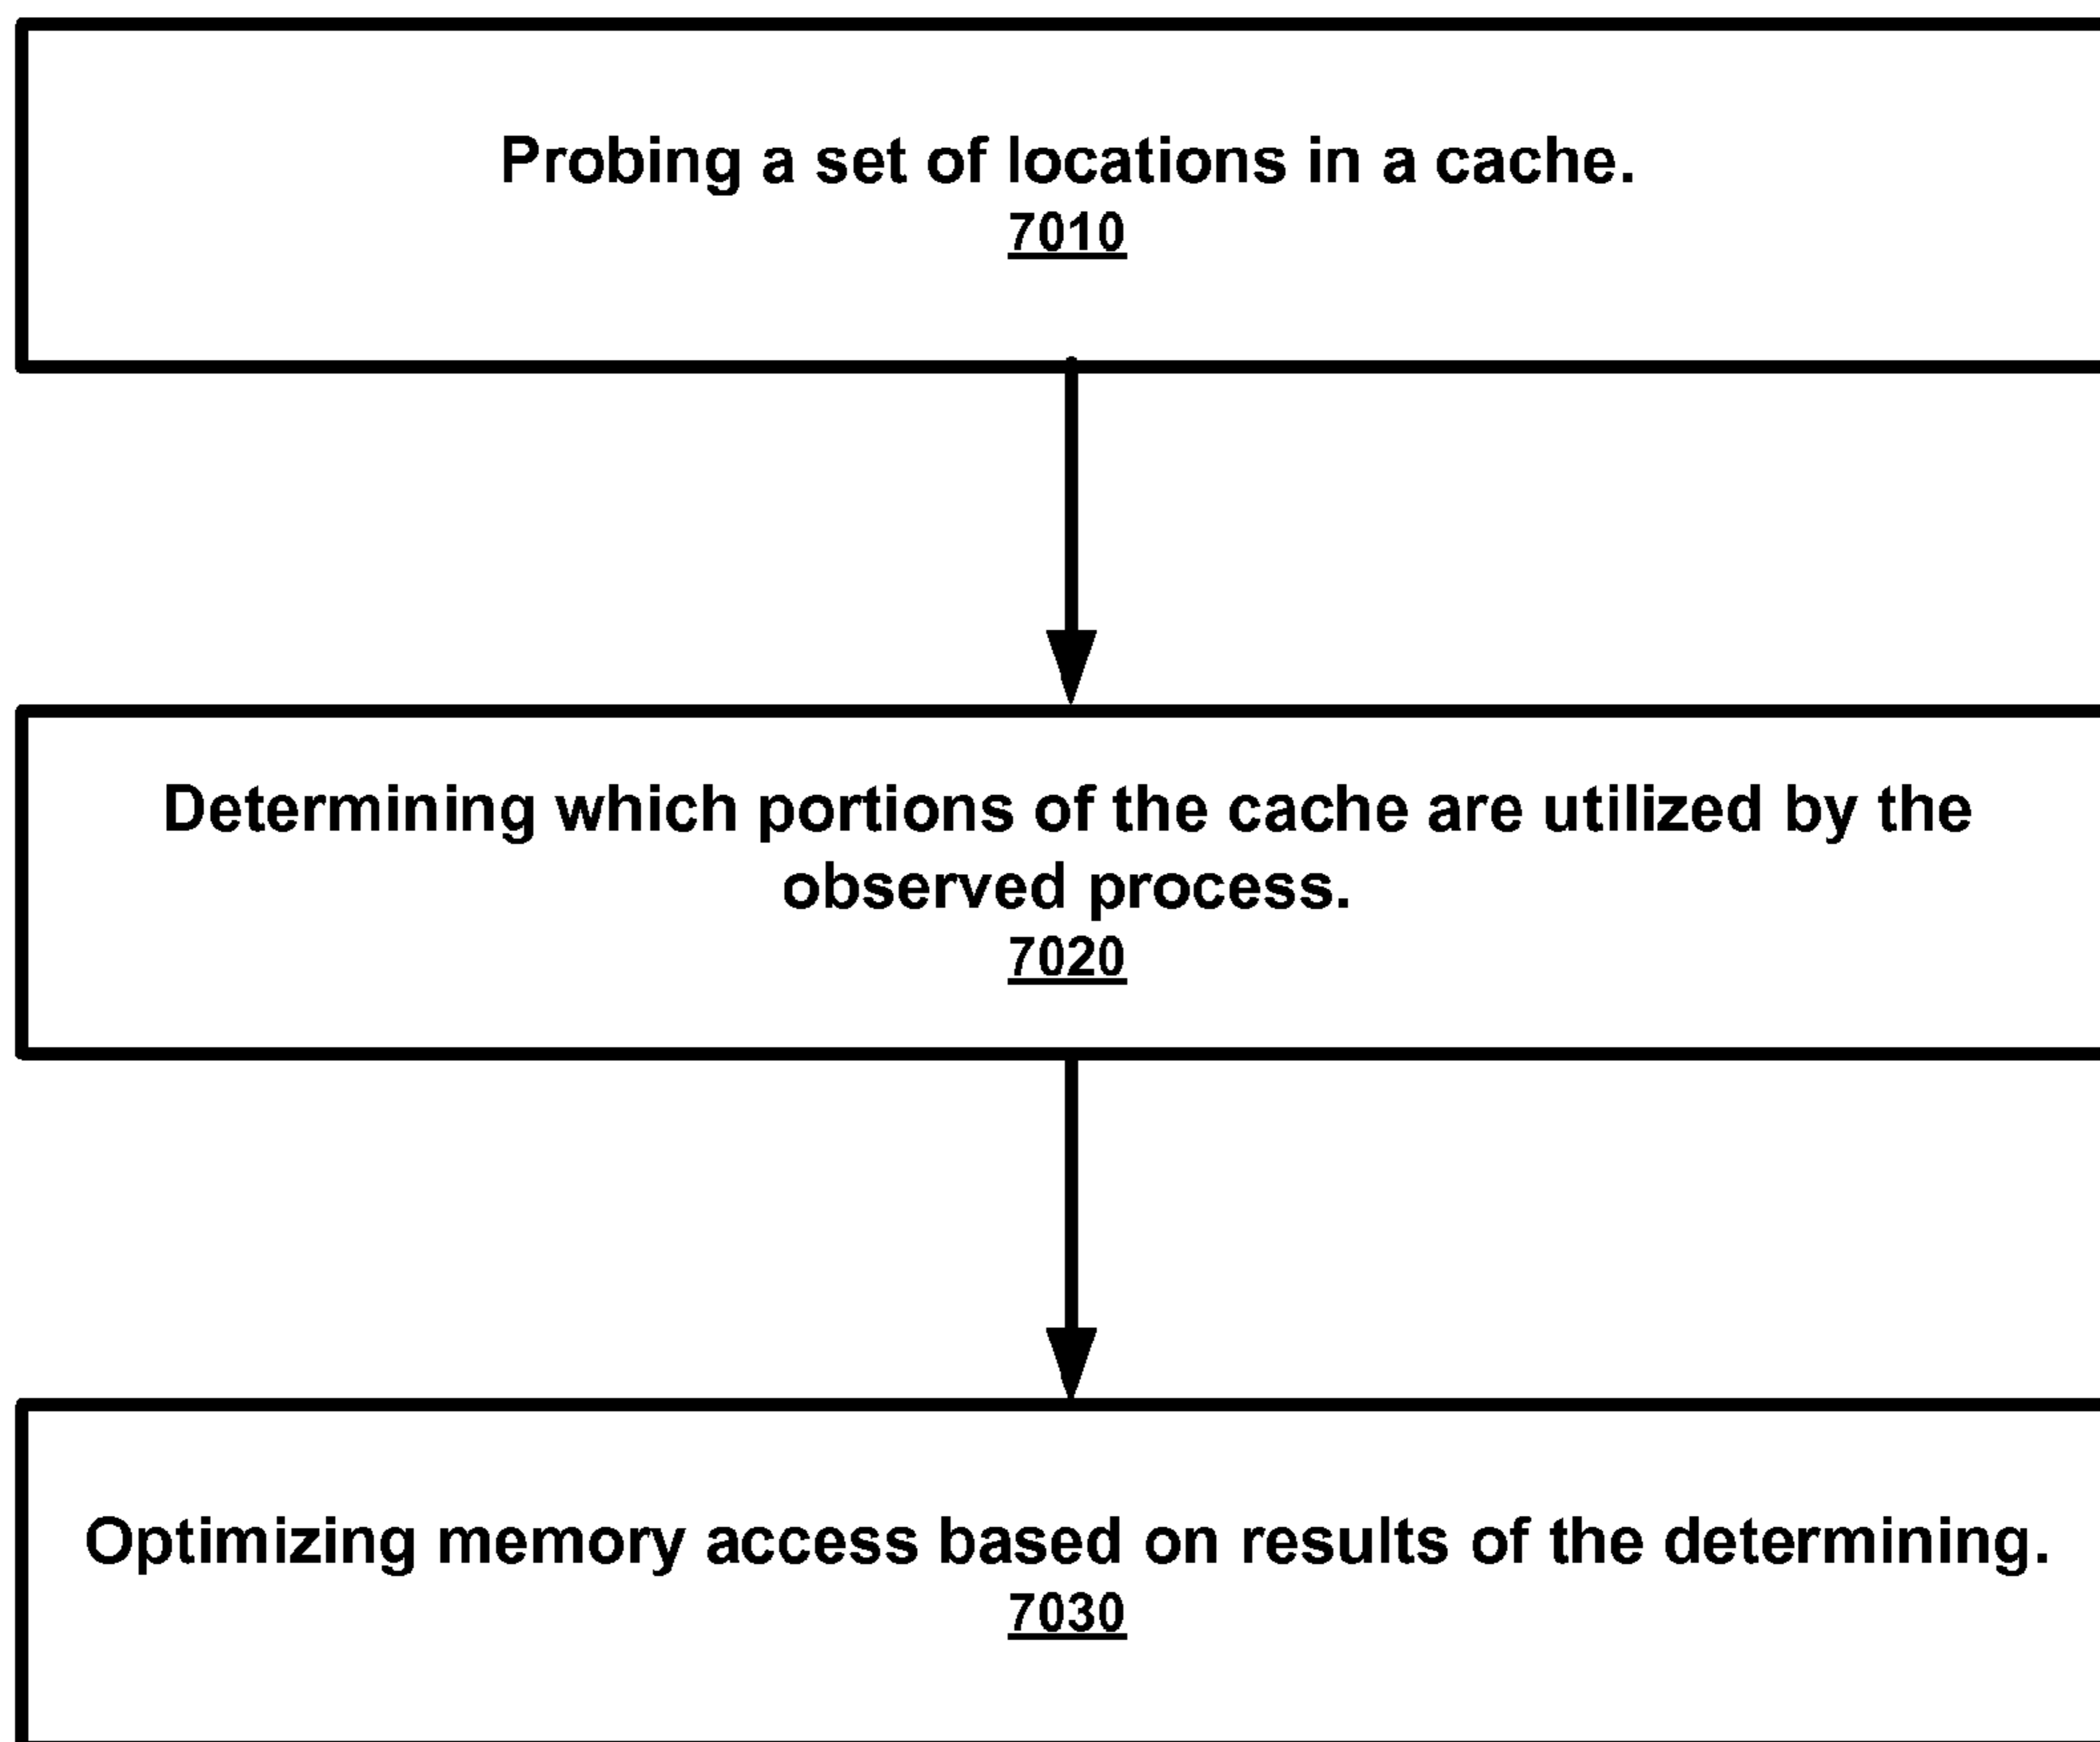 Probing a set of locations in a cache.
7010
Determining which portions of the cache are utilized by the
observed process.
7020
Optimizing memory access based on results of the determining.
7030